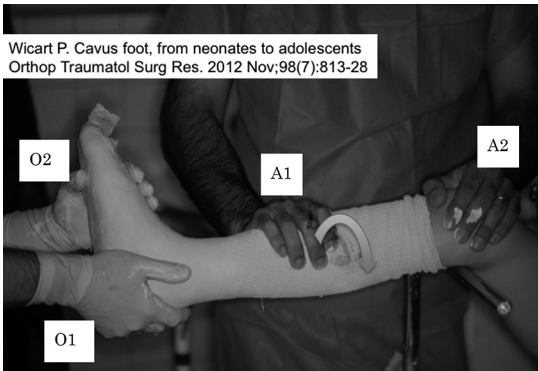 Wicart P. Cavus foot, from neonates to adolescents
Orthop Traumatol Surg Res. 2012 Nov;98(7):813-28
O2
A1
A2
O1